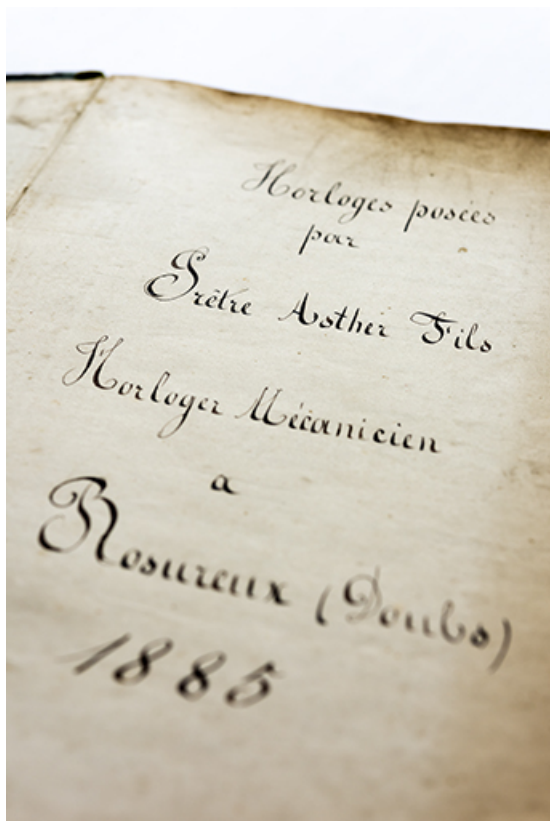 Horloges posées
par
Prêtre Asther Fils
Horloger Mécanicien
a
Rosureux (Doubs)
1885